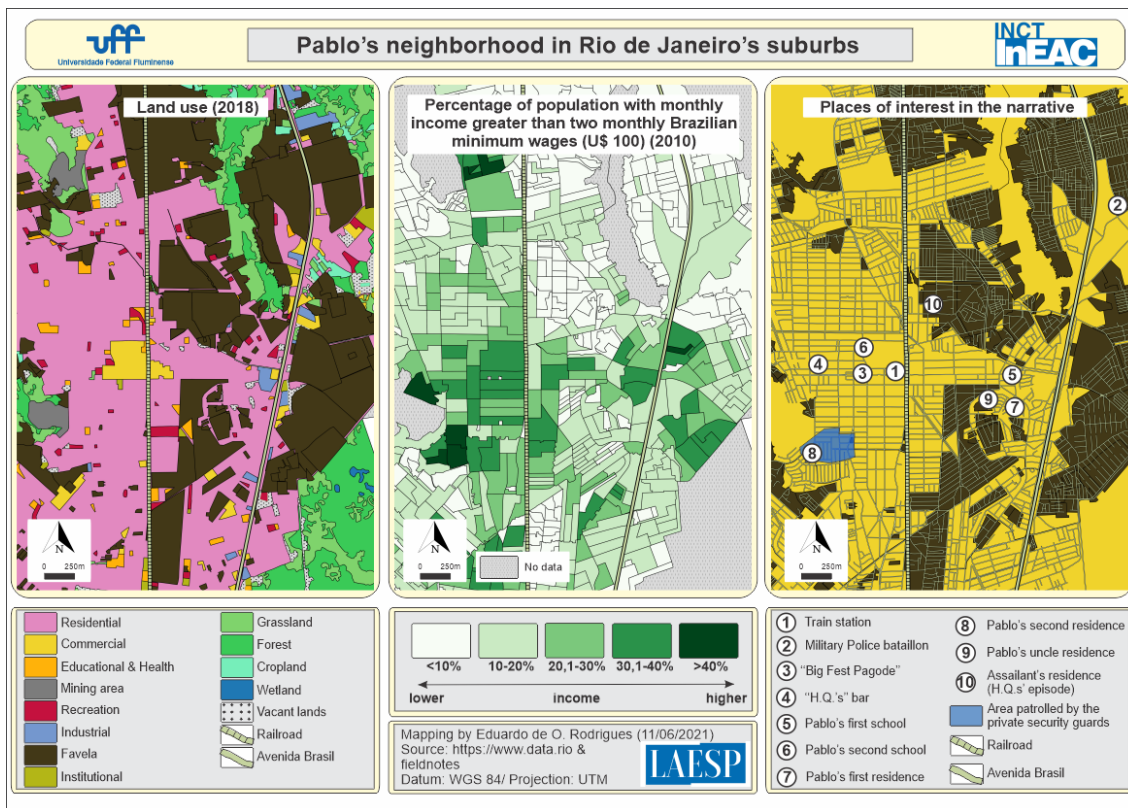 uff
Universidade Federal Fluminense
Pablo's neighborhood in Rio de Janeiro's suburbs
INCT
InEAC
Land use (2018)
N
0 250m
Percentage of population with monthly
income greater than two monthly Brazilian
minimum wages (U$ 100) (2010)
N
0 250m
No data
Places of interest in the narrative
2
10
6
4
3
1
5
9
7
8
N
0 250m
Residential
Commercial
Educational & Health
Mining area
Recreation
Industrial
Favela
Institutional
Grassland
Forest
Cropland
Wetland
Vacant lands
Railroad
Avenida Brasil
<10% 10-20% 20,1-30% 30,1-40% >40%
lower income higher
Mapping by Eduardo de O. Rodrigues (11/06/2021)
Source: https://www.data.rio &
fieldnotes
Datum: WGS 84/ Projection: UTM
LAESP
1 Train station
2 Military Police bataillon
3 "Big Fest Pagode"
4 "H.Q.'s" bar
5 Pablo's first school
6 Pablo's second school
7 Pablo's first residence
8 Pablo's second residence
9 Pablo's uncle residence
10 Assailant's residence
(H.Q.s' episode)
Area patrolled by the
private security guards
Railroad
Avenida Brasil